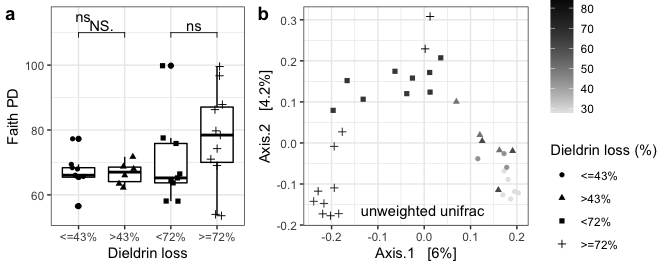 a
ns
NS.
ns
100
80
60
Faith PD
<=43% >43% <72% >=72%
Dieldrin loss
b
0.3
0.2
0.1
0.0
-0.1
-0.2
Axis.2 [4.2%]
unweighted unifrac
-0.2 -0.1 0.0 0.1 0.2
Axis.1 [6%]
80
70
60
50
40
30
Dieldrin loss (%)
<=43%
>43%
<72%
>=72%